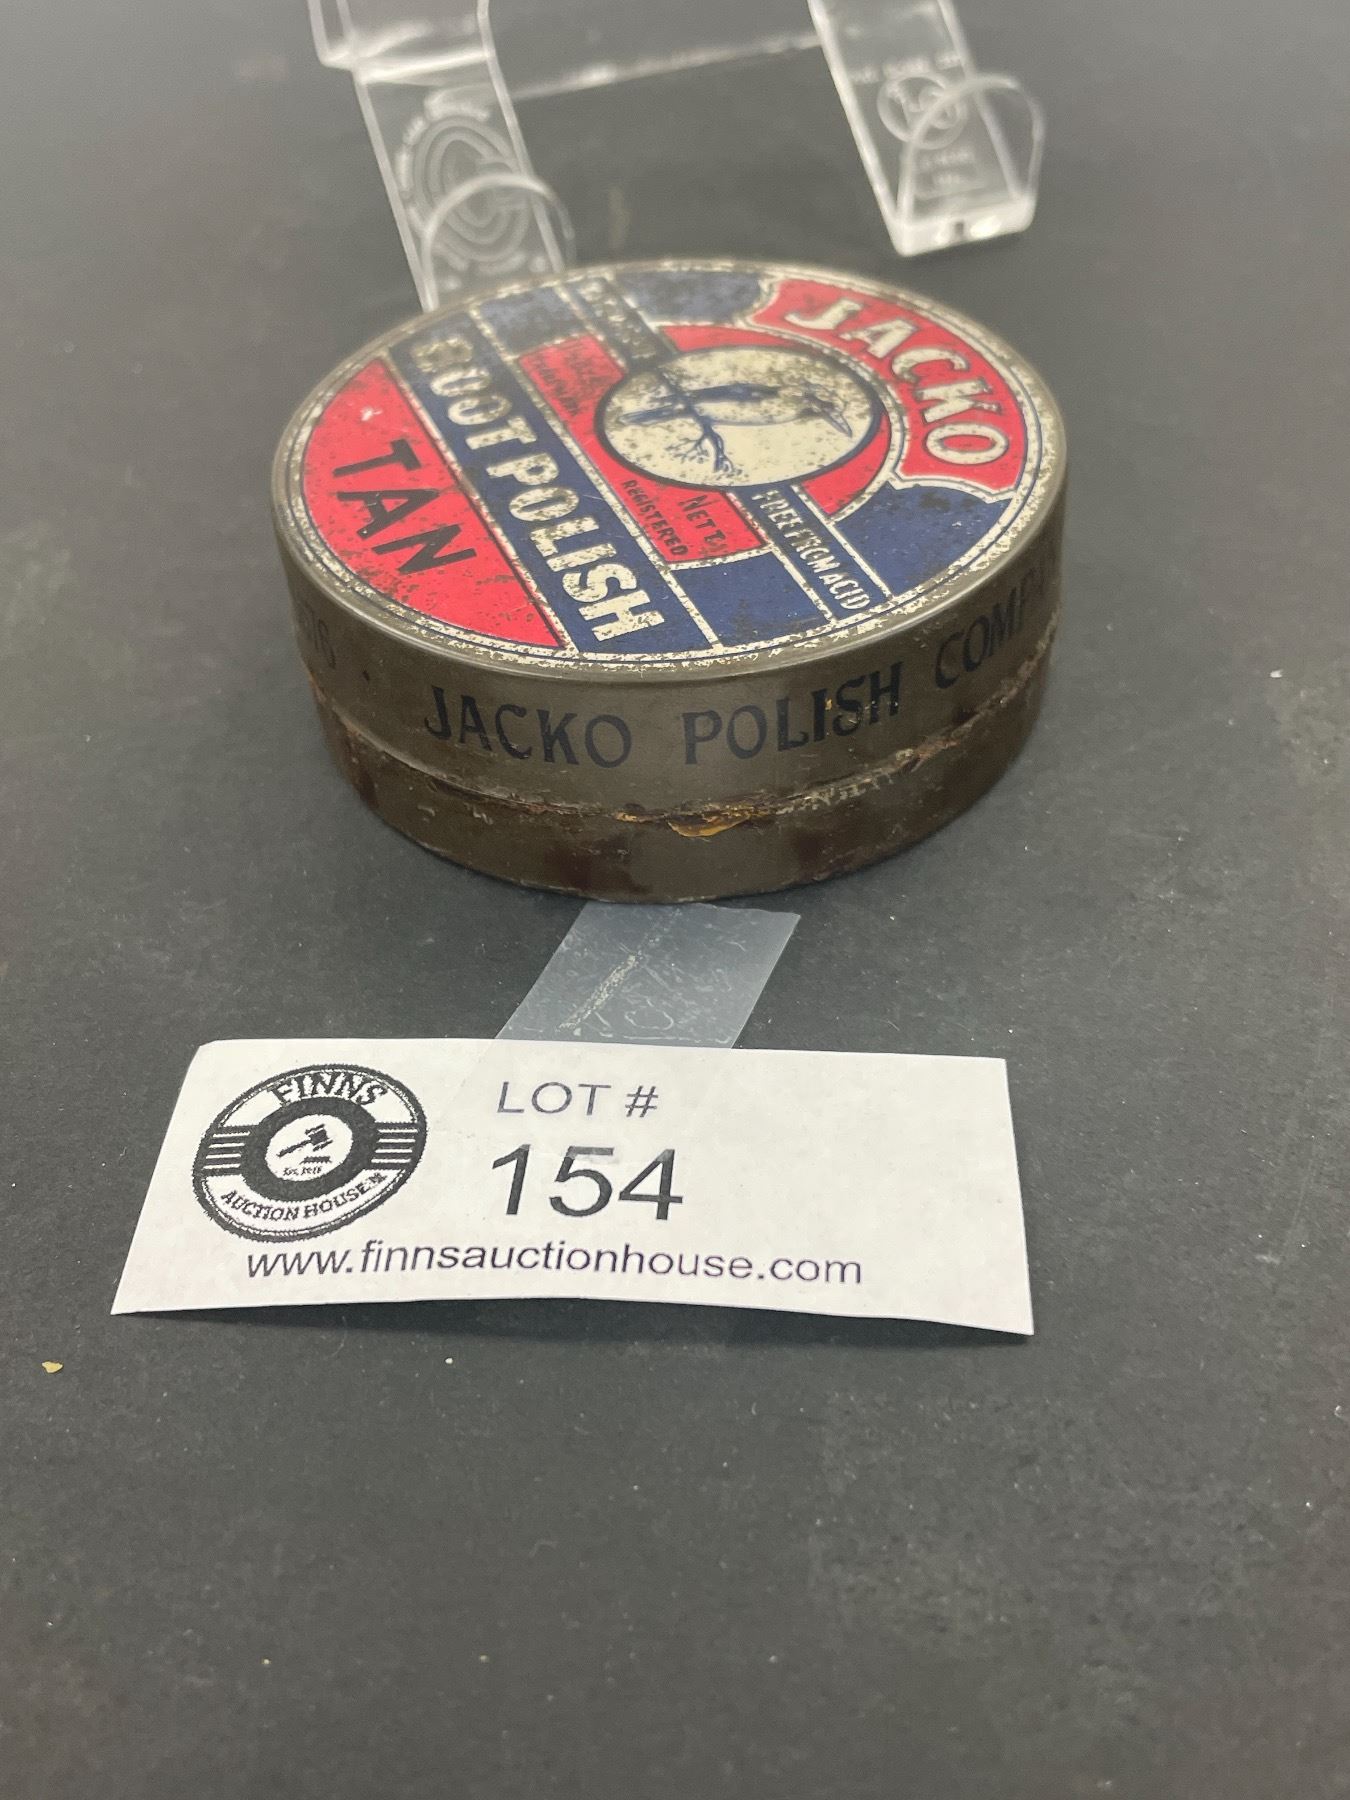 JACKO
FREE FROM ACID
NETT
REGISTERED
BOOT POLISH
TAN
JACKO POLISH COMPA
FINNS
AUCTION HOUSE
LOT #
154
www.finnsauctionhouse.com